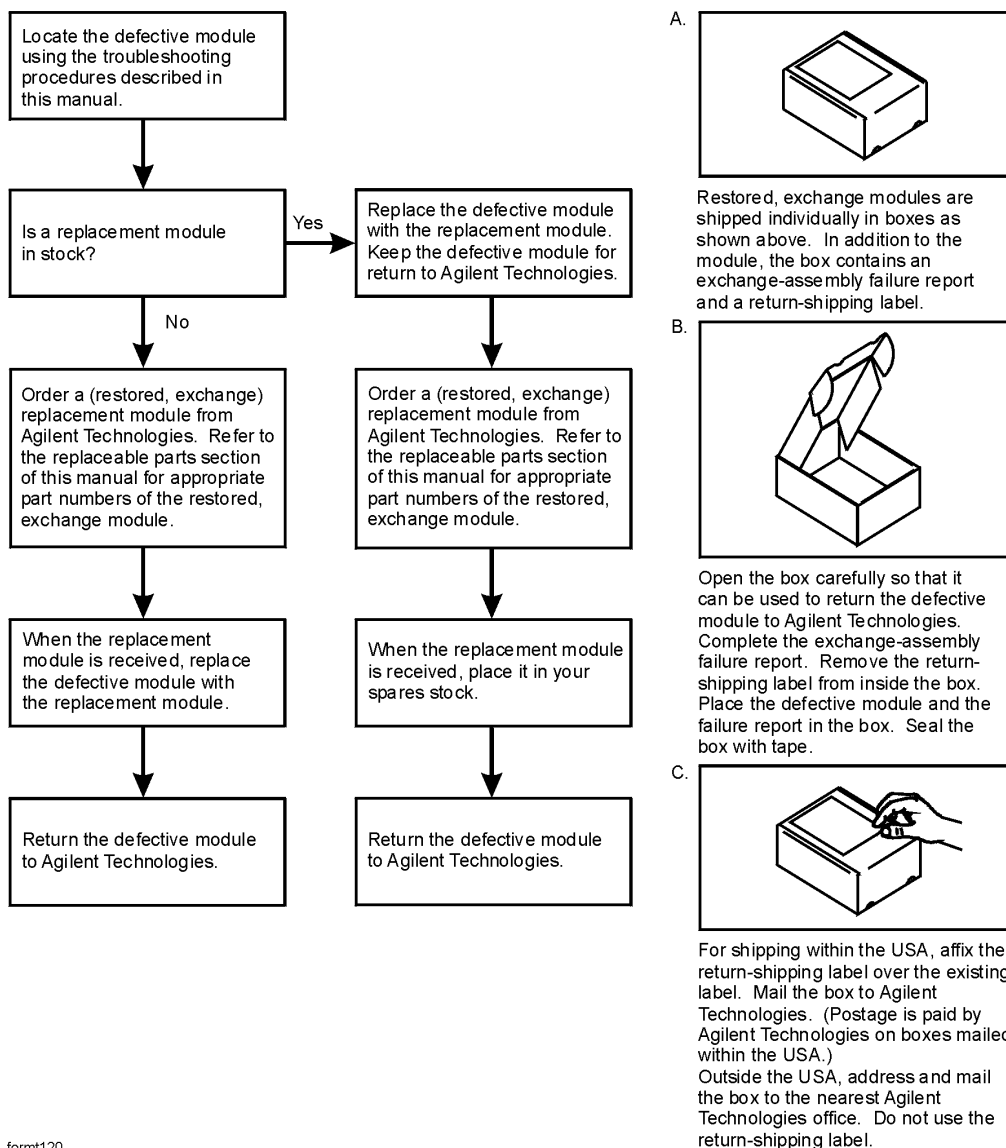 Locate the defective module
using the troubleshooting
procedures described in
this manual.
Is a replacement module
in stock?
Yes
No
Replace the defective module
with the replacement module.
Keep the defective module for
return to Agilent Technologies.
Order a (restored, exchange)
replacement module from
Agilent Technologies. Refer to
the replaceable parts section
of this manual for appropriate
part numbers of the restored,
exchange module.
Order a (restored, exchange)
replacement module from
Agilent Technologies. Refer to
the replaceable parts section
of this manual for appropriate
part numbers of the restored,
exchange module.
When the replacement
module is received, replace
the defective module with
the replacement module.
When the replacement module
is received, place it in your
spares stock.
Return the defective module
to Agilent Technologies.
Return the defective module
to Agilent Technologies.
A.
Restored, exchange modules are
shipped individually in boxes as
shown above. In addition to the
module, the box contains an
exchange-assembly failure report
and a return-shipping label.
B.
Open the box carefully so that it
can be used to return the defective
module to Agilent Technologies.
Complete the exchange-assembly
failure report. Remove the return-
shipping label from inside the box.
Place the defective module and the
failure report in the box. Seal the
box with tape.
C.
For shipping within the USA, affix the
return-shipping label over the existing
label. Mail the box to Agilent
Technologies. (Postage is paid by
Agilent Technologies on boxes mailed
within the USA.)
Outside the USA, address and mail
the box to the nearest Agilent
Technologies office. Do not use the
return-shipping label.
formt120